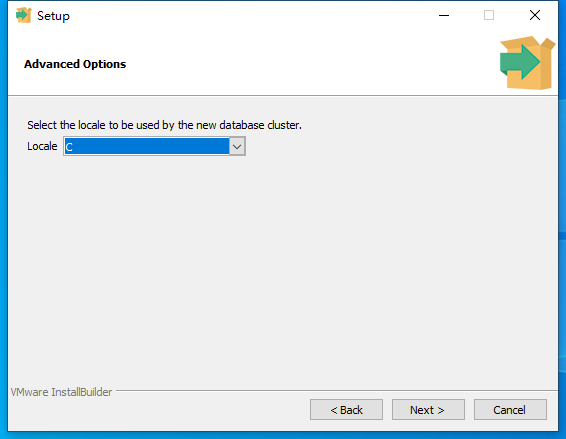 Setup
Advanced Options
Select the locale to be used by the new database cluster.
Locale C
VMware InstallBuilder
< Back Next > Cancel